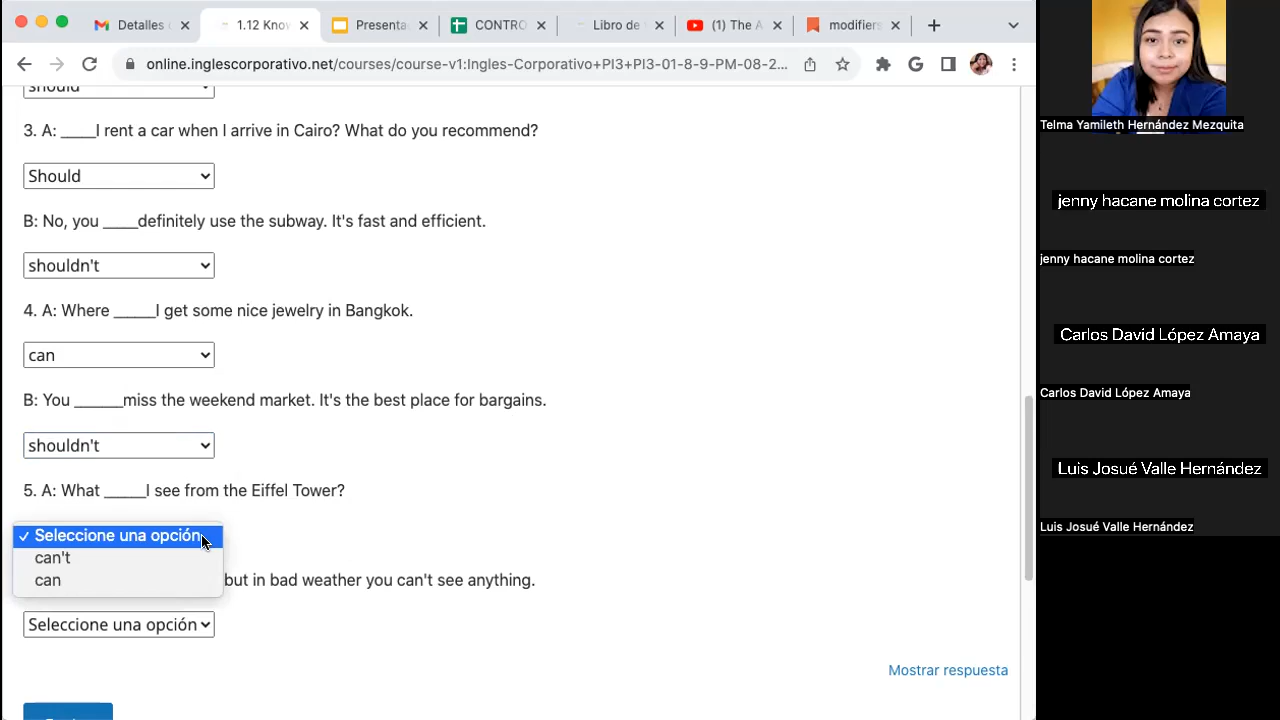 Detalles
1.12 Know
Presenta
CONTRO
Libro de
(1) The A
modifiers
online.inglescorporativo.net/courses/course-v1:Ingles-Corporativo+PI3+PI3-01-8-9-PM-08-2...
should
3. A: ____I rent a car when I arrive in Cairo? What do you recommend?
Should
B: No, you ____definitely use the subway. It's fast and efficient.
shouldn't
4. A: Where _____I get some nice jewelry in Bangkok.
can
B: You ______miss the weekend market. It's the best place for bargains.
shouldn't
5. A: What _____I see from the Eiffel Tower?
✓ Seleccione una opción
can't
can
but in bad weather you can't see anything.
Seleccione una opción
Mostrar respuesta
Telma Yamileth Hernández Mezquita
jenny hacane molina cortez
jenny hacane molina cortez
Carlos David López Amaya
Carlos David López Amaya
Luis Josué Valle Hernández
Luis Josué Valle Hernández